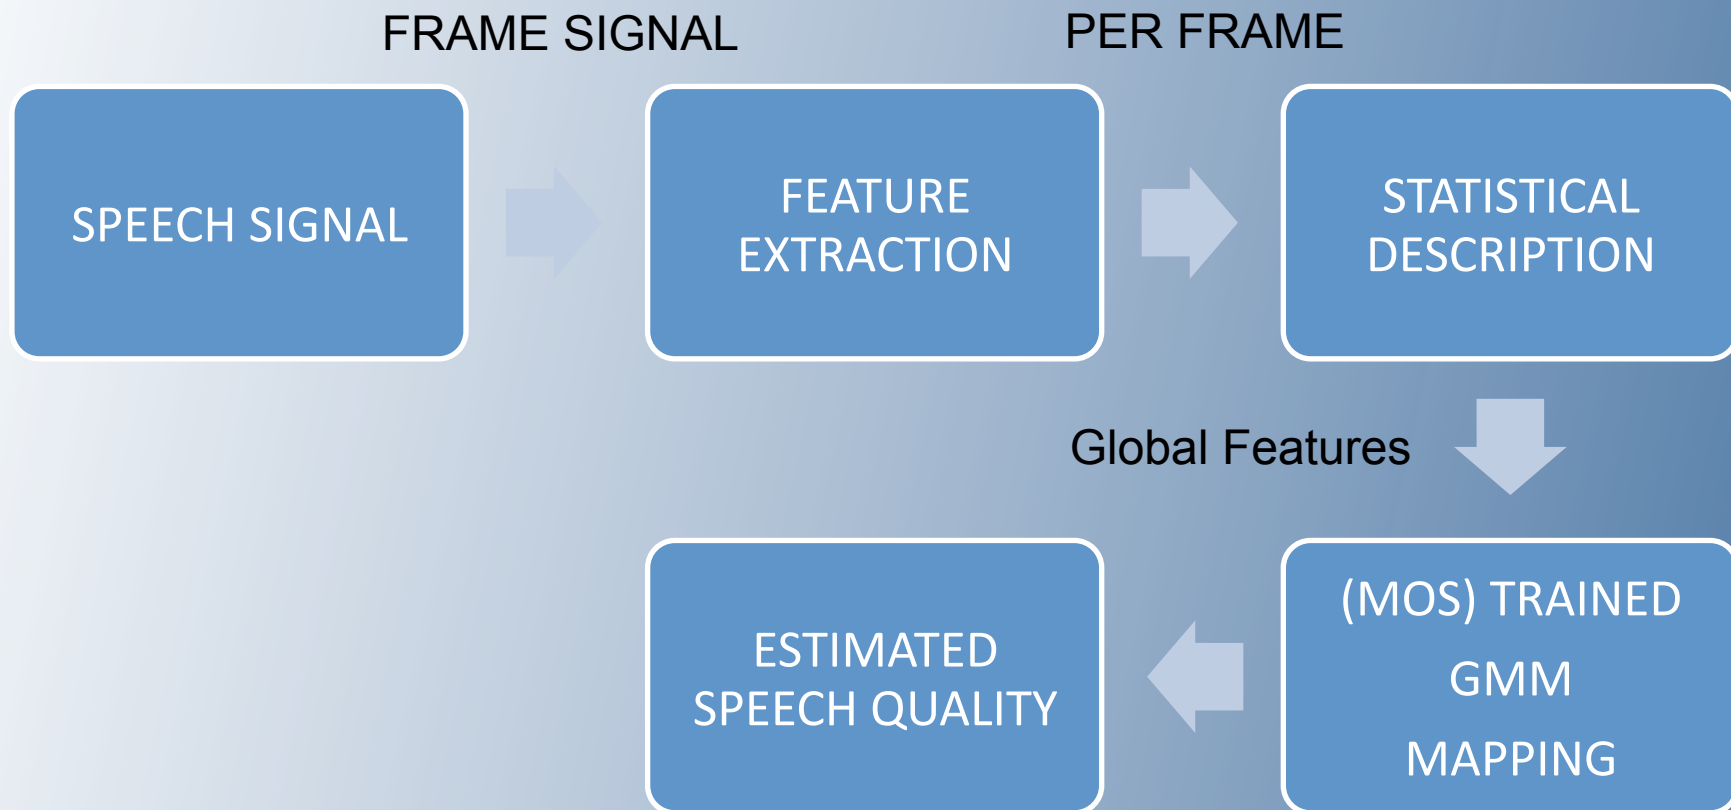 FRAME SIGNAL
PER FRAME
SPEECH SIGNAL
FEATURE
EXTRACTION
STATISTICAL
DESCRIPTION
Global Features
(MOS) TRAINED
GMM
MAPPING
ESTIMATED
SPEECH QUALITY